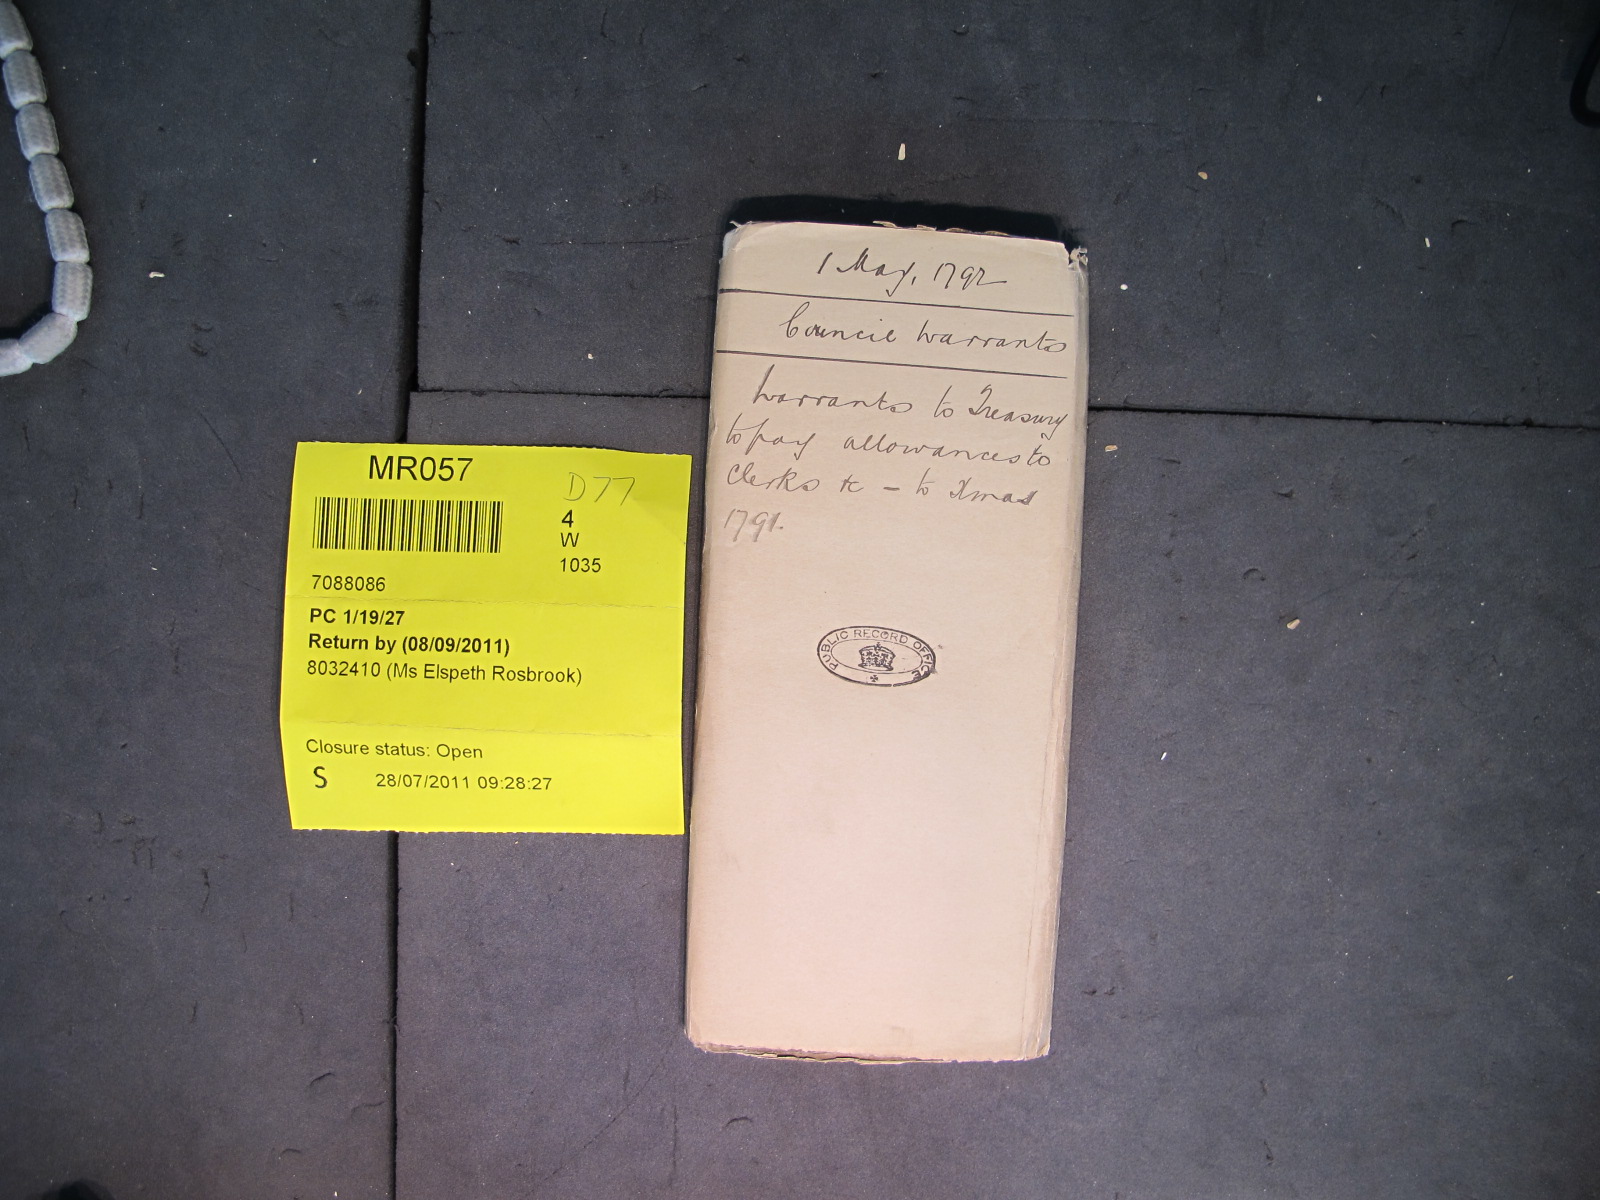 MR057
D77
4
W
1035
7088086
PC 1/19/27
Return by (08/09/2011)
8032410 (Ms Elspeth Rosbrook)
Closure status: Open
S 28/07/2011 09:28:27
1 May, 1792
Council Warrants
Warrants to Treasury
to pay allowances to
Clerks &c – to Xmas
1791.
PUBLIC RECORD OFFICE